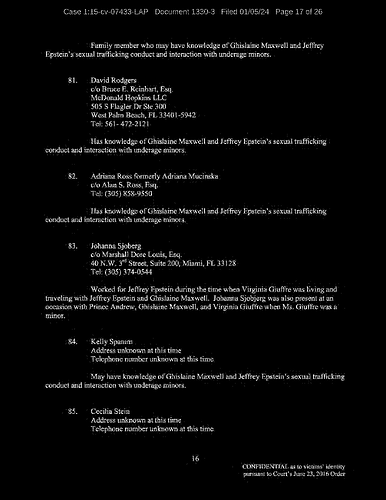 Case 1:15-cv-07433-LAP Document 1330-3 Filed 01/05/24 Page 17 of 26
Family member who may have knowledge of Ghislaine Maxwell and Jeffrey
Epstein's sexual trafficking conduct and interaction with underage minors.
81. David Rodgers
c/o Bruce E. Reinhart, Esq.
McDonald Hopkins LLC
505 S Flagler Dr Ste 300
West Palm Beach, FL 33401-5942
Tel: 561- 472-2121
Has knowledge of Ghislaine Maxwell and Jeffrey Epstein's sexual trafficking
conduct and interaction with underage minors.
82. Adriana Ross formerly Adriana Mucinska
c/o Alan S. Ross, Esq.
Tel: (305) 858-9550
Has knowledge of Ghislaine Maxwell and Jeffrey Epstein's sexual trafficking
conduct and interaction with underage minors.
83. Johanna Sjoberg
c/o Marshall Dore Louis, Esq.
40 N.W. 3rd Street, Suite 200, Miami, FL 33128
Tel: (305) 374-0544
Worked for Jeffrey Epstein during the time when Virginia Giuffre was living and
traveling with Jeffrey Epstein and Ghislaine Maxwell. Johanna Sjobjerg was also present at an
occasion with Prince Andrew, Ghislaine Maxwell, and Virginia Giuffre when Ms. Giuffre was a
minor.
84. Kelly Spamm
Address unknown at this time
Telephone number unknown at this time
May have knowledge of Ghislaine Maxwell and Jeffrey Epstein's sexual trafficking
conduct and interaction with underage minors.
85. Cecilia Stein
Address unknown at this time
Telephone number unknown at this time
16
CONFIDENTIAL as to victims' identity
pursuant to Court's June 23, 2016 Order